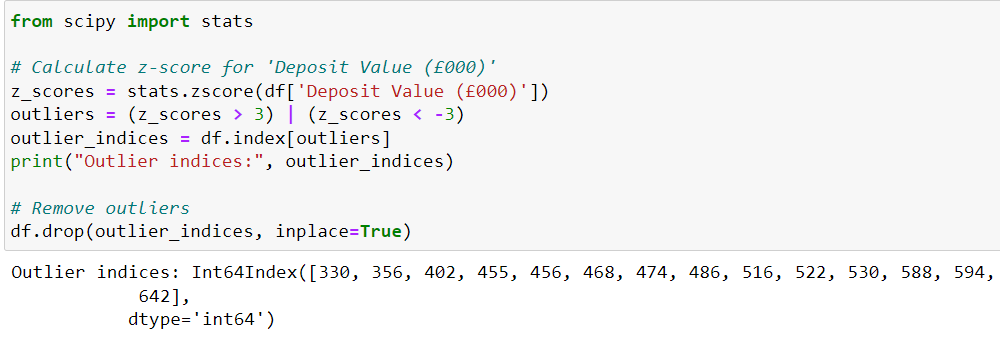 from scipy import stats
# Calculate z-score for 'Deposit Value (£000)'
z_scores = stats.zscore(df['Deposit Value (£000)'])
outliers = (z_scores > 3) | (z_scores < -3)
outlier_indices = df.index[outliers]
print("Outlier indices:", outlier_indices)
# Remove outliers
df.drop(outlier_indices, inplace=True)
Outlier indices: Int64Index([330, 356, 402, 455, 456, 468, 474, 486, 516, 522, 530, 588, 594,
642],
dtype='int64')